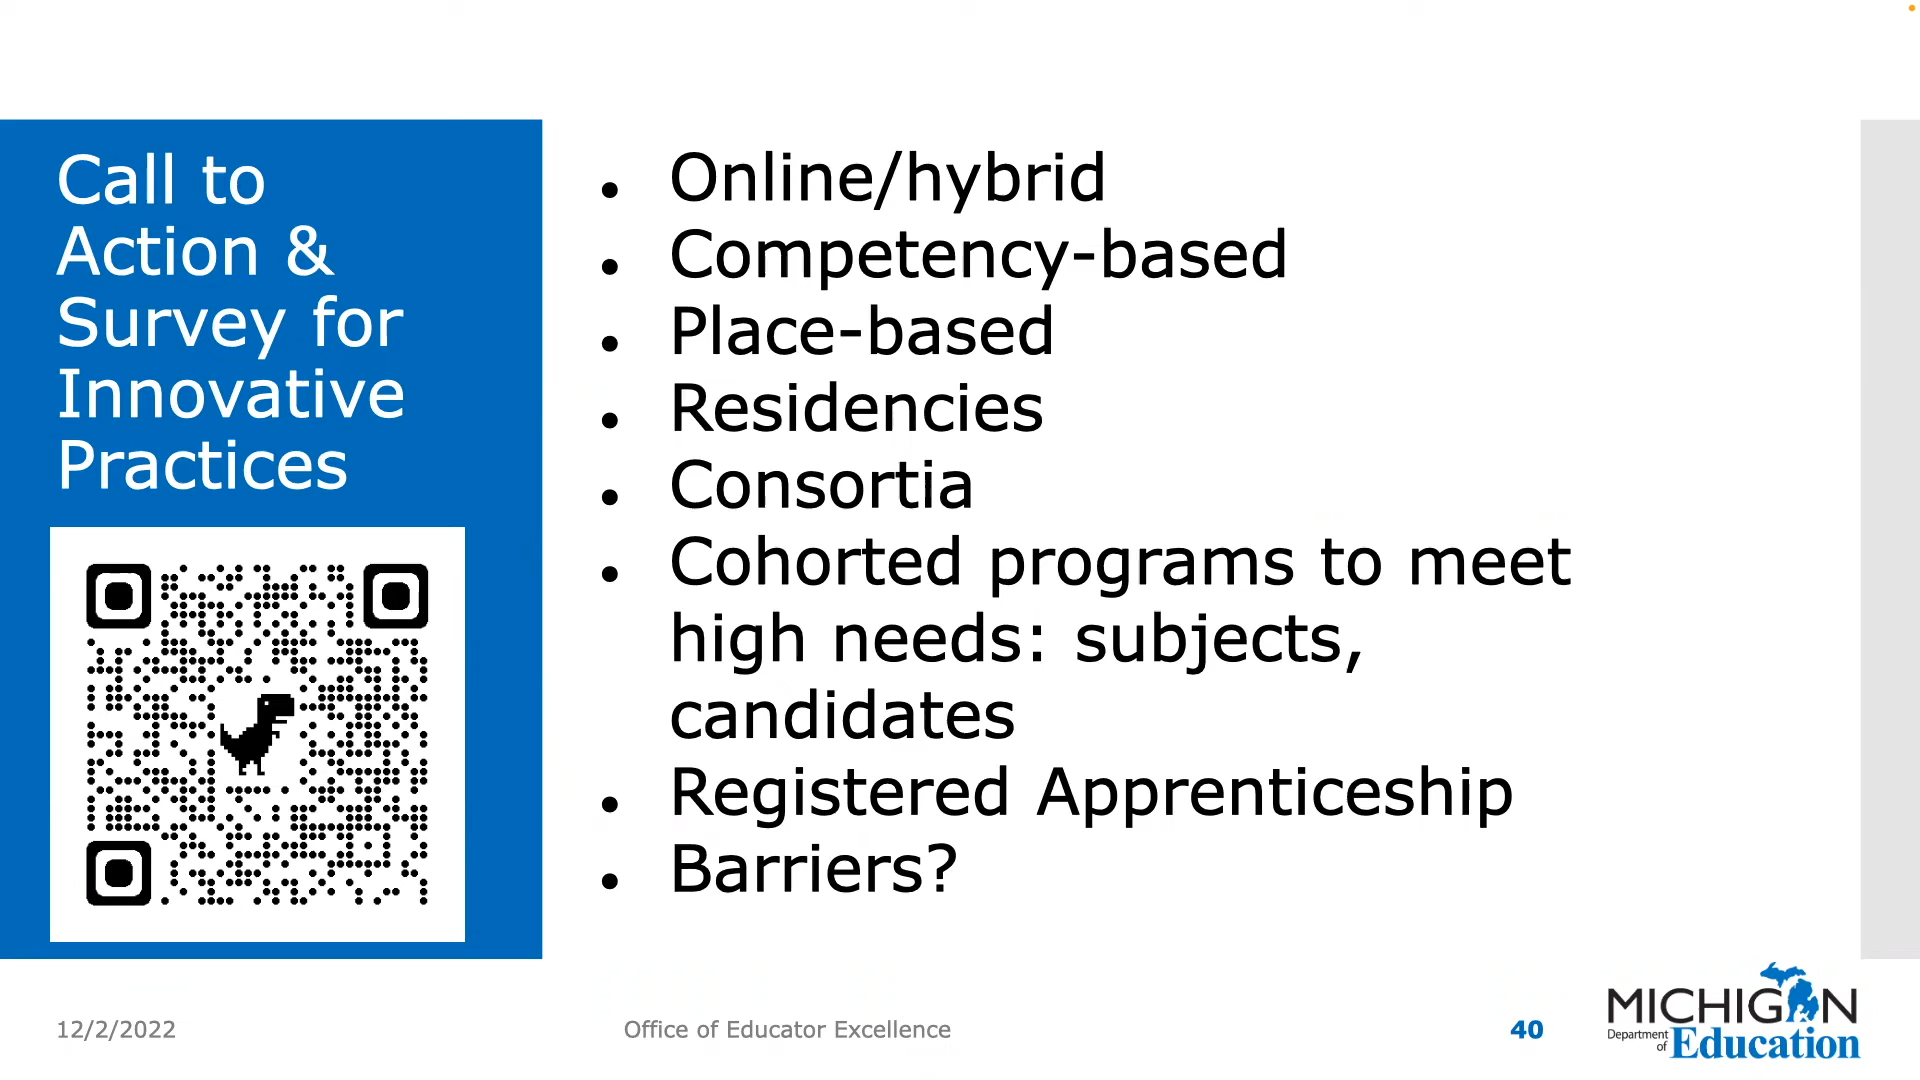 Call to
Action &
Survey for
Innovative
Practices
• Online/hybrid
• Competency-based
• Place-based
• Residencies
• Consortia
• Cohorted programs to meet
high needs: subjects,
candidates
• Registered Apprenticeship
• Barriers?
12/2/2022
Office of Educator Excellence
40
MICHIGAN
Department
of Education